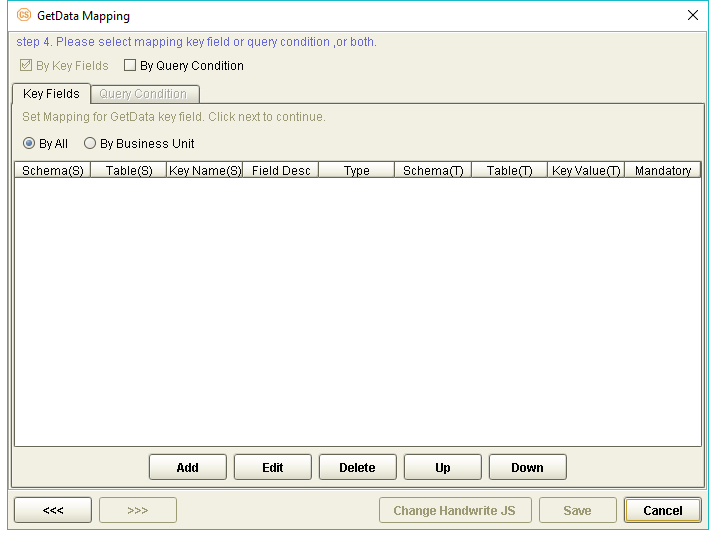 CS GetData Mapping
step 4. Please select mapping key field or query condition ,or both.
By Key Fields By Query Condition
Key Fields Query Condition
Set Mapping for GetData key field. Click next to continue.
By All By Business Unit
Schema(S) Table(S) Key Name(S) Field Desc Type Schema(T) Table(T) Key Value(T) Mandatory
Add Edit Delete Up Down
<<< >>> Change Handwrite JS Save Cancel